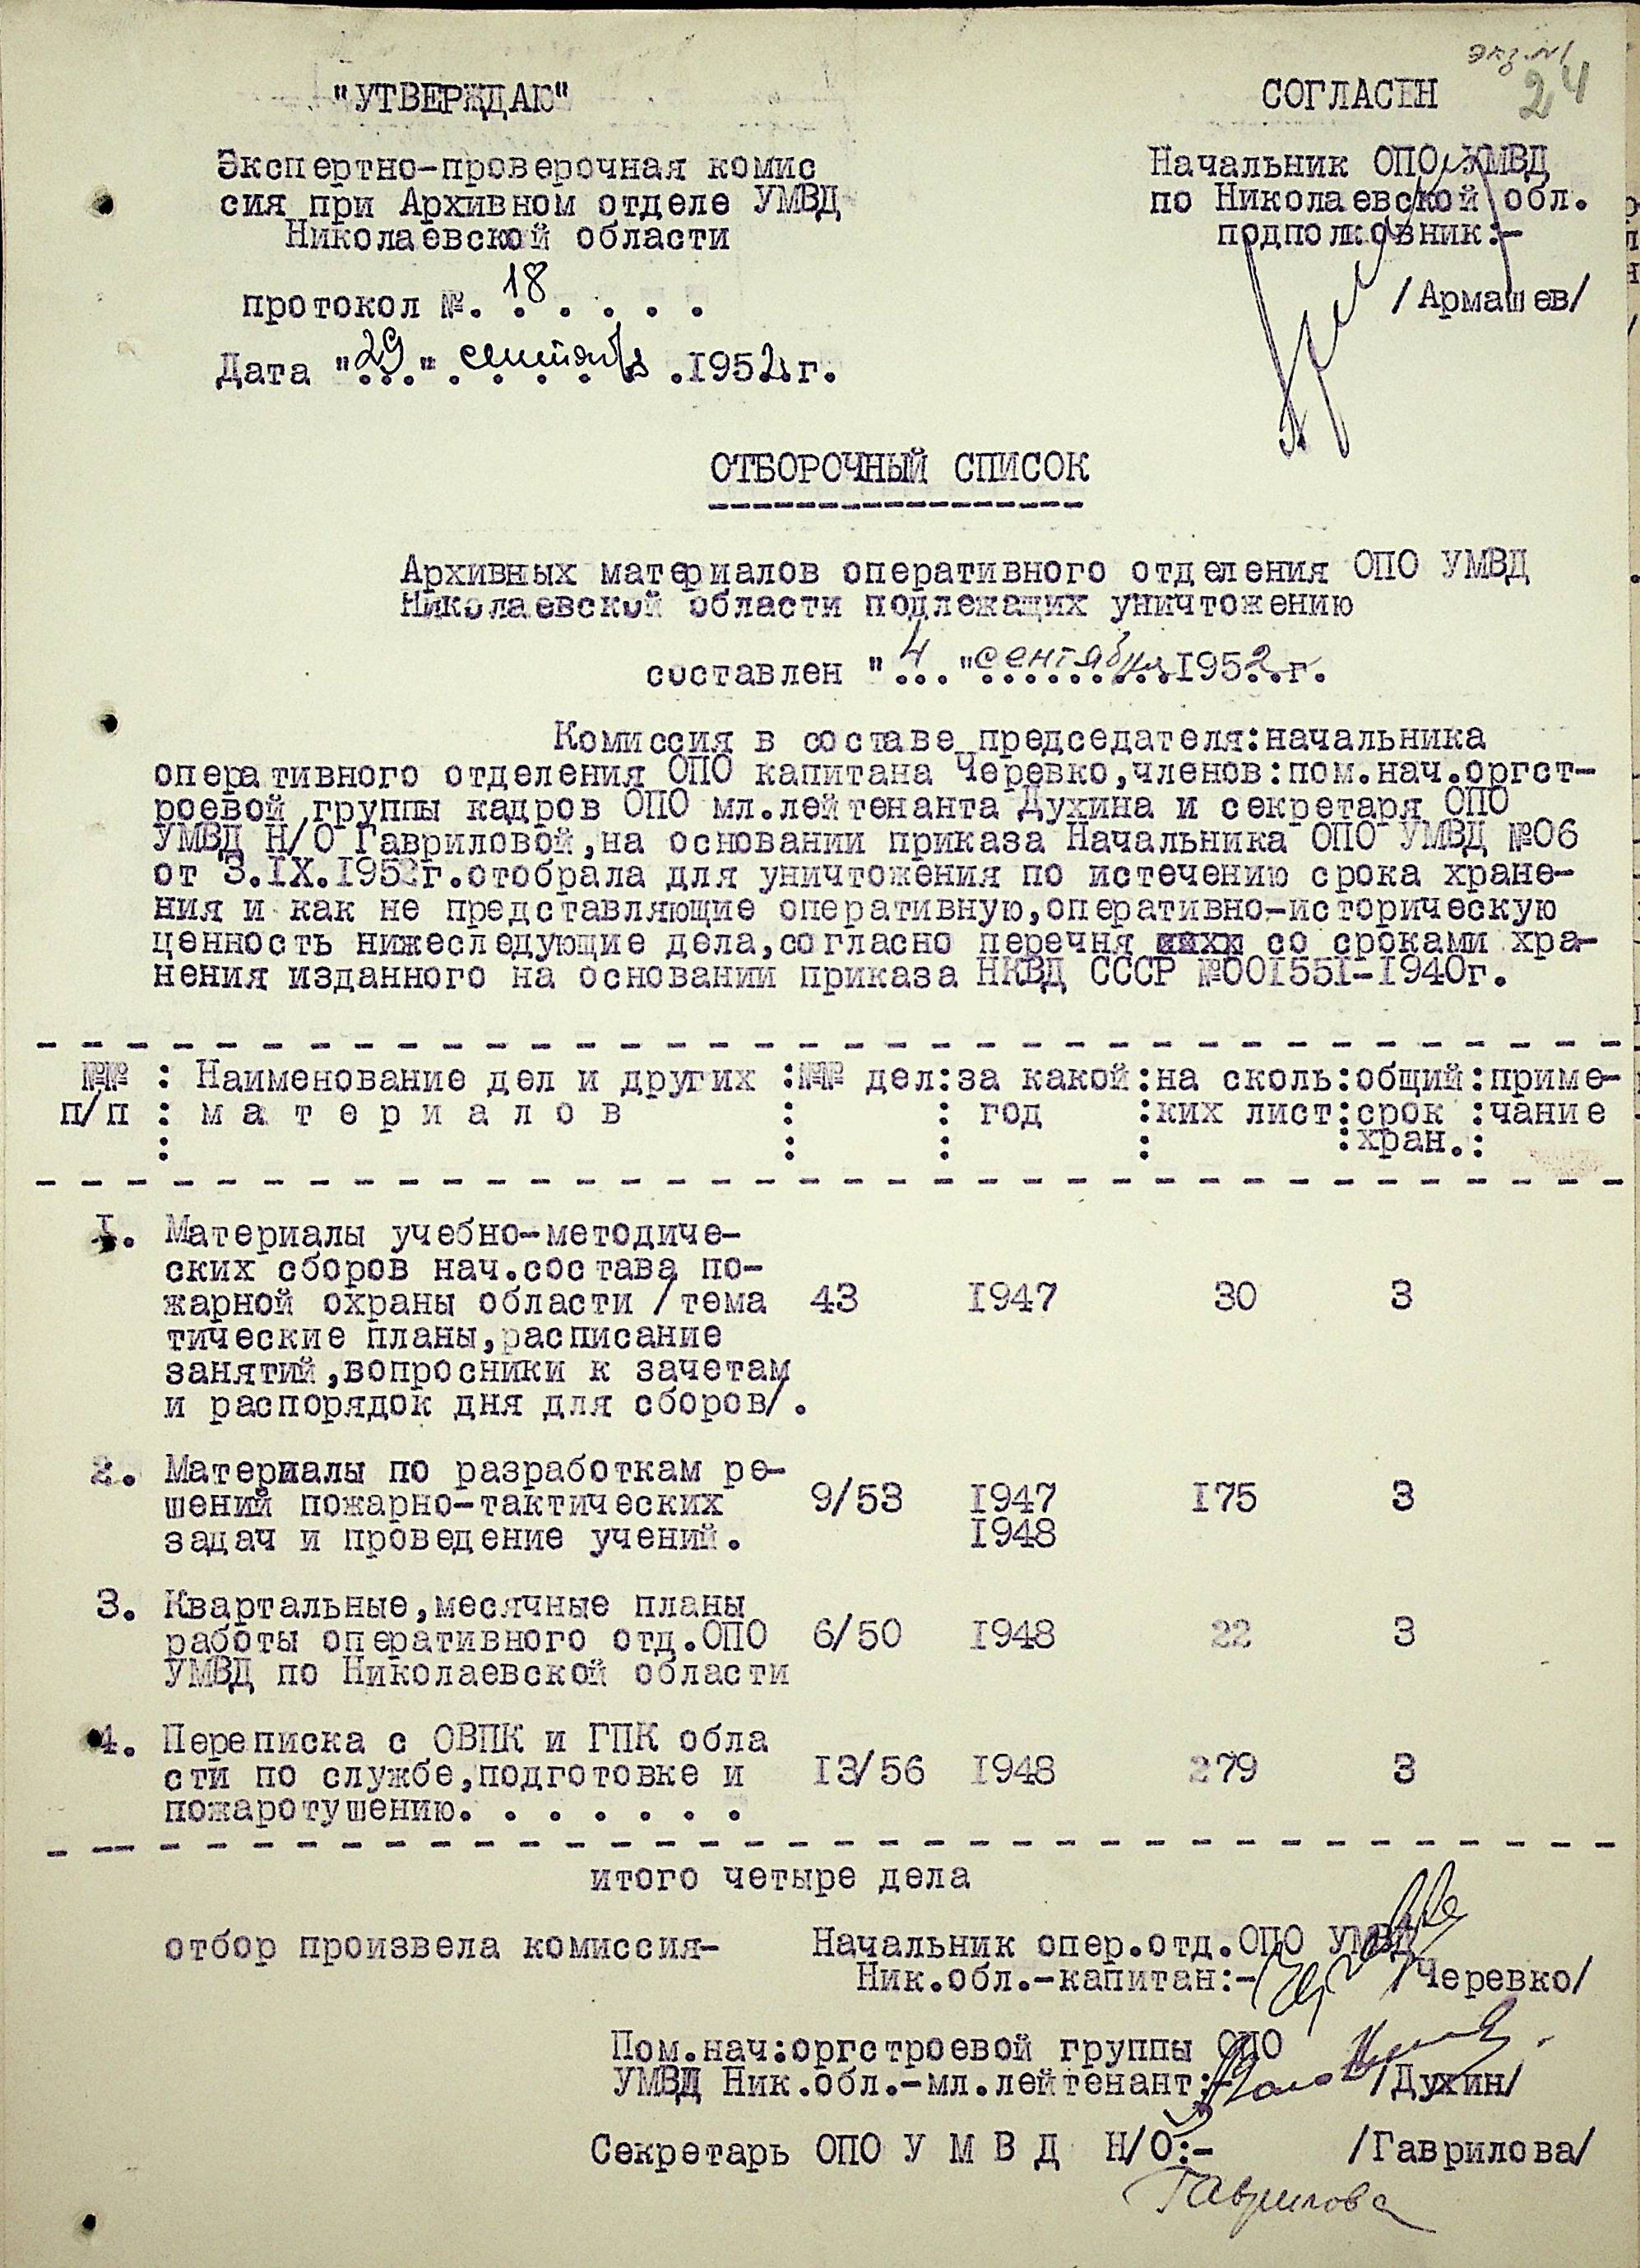 экз.№1
24
"УТВЕРЖДАЮ"
СОГЛАСЕН
Экспертно-проверочная комис
сия при Архивном отделе УМВД
Николаевской области
Начальник ОПО УМВД
по Николаевской обл.
подполковник:-
/Армашев/
протокол №. 18 . . . . .
Дата "29" сентября .1952 г.
ОТБОРОЧНЫЙ СПИСОК
Архивных материалов оперативного отделения ОПО УМВД
Николаевской области подлежащих уничтожению
составлен "4" сентября 1952 г.
Комиссия в составе председателя:начальника
оперативного отделения ОПО капитана Черевко,членов:пом.нач.оргст-
роевой группы кадров ОПО мл.лейтенанта Духина и секретаря ОПО
УМВД Н/О Гавриловой,на основании приказа Начальника ОПО УМВД №06
от 3.IX.1952г.отобрала для уничтожения по истечению срока хране-
ния и как не представляющие оперативную,оперативно-историческую
ценность нижеследующие дела,согласно перечня со сроками хра-
нения изданного на основании приказа НКВД СССР №001551-1940г.
№№ : Наименование дел и других :№№ дел:за какой:на сколь:общий:приме-
п/п : м а т е р и а л о в : : год :ких лист:срок :чание
: : : : :хран.:
I. Материалы учебно-методиче-
ских сборов нач.состава по-
жарной охраны области /тема 43 1947 30 3
тические планы,расписание
занятий,вопросники к зачетам
и распорядок дня для сборов/.
2. Материалы по разработкам ре-
шений пожарно-тактических 9/53 1947 175 3
задач и проведение учений. 1948
3. Квартальные,месячные планы
работы оперативного отд.ОПО 6/50 1948 22 3
УМВД по Николаевской области
4. Переписка с ОВПК и ГПК обла
сти по службе,подготовке и 13/56 1948 279 3
пожаротушению. . . . . . .
итого четыре дела
отбор произвела комиссия- Начальник опер.отд.ОПО УМВД
Ник.обл.-капитан:- /Черевко/
Пом.нач:оргстроевой группы ОПО
УМВД Ник.обл.-мл.лейтенант:- /Духин/
Секретарь ОПО У М В Д Н/О:- /Гаврилова/
Гаврилова